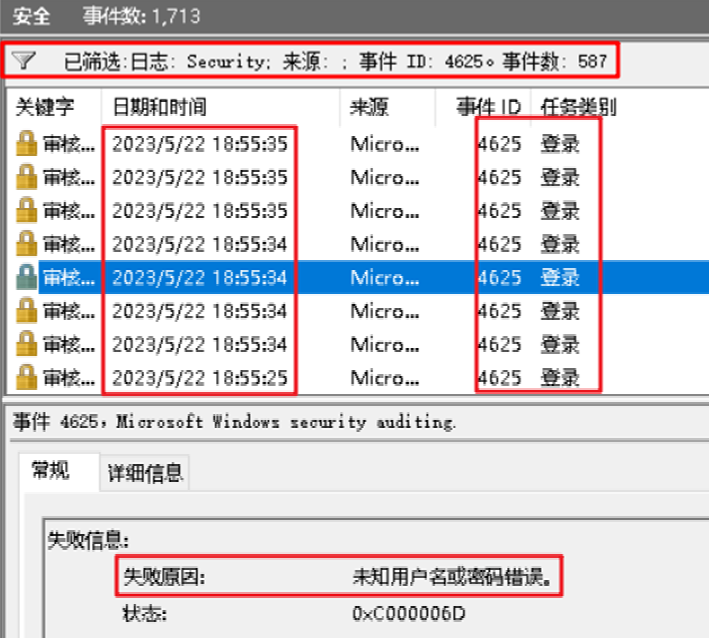 安全 事件数: 1,713
已筛选:日志: Security; 来源: ; 事件 ID: 4625。事件数: 587
关键字 日期和时间 来源 事件 ID 任务类别
审核... 2023/5/22 18:55:35 Micro... 4625 登录
审核... 2023/5/22 18:55:35 Micro... 4625 登录
审核... 2023/5/22 18:55:35 Micro... 4625 登录
审核... 2023/5/22 18:55:34 Micro... 4625 登录
审核... 2023/5/22 18:55:34 Micro... 4625 登录
审核... 2023/5/22 18:55:34 Micro... 4625 登录
审核... 2023/5/22 18:55:34 Micro... 4625 登录
审核... 2023/5/22 18:55:25 Micro... 4625 登录
事件 4625，Microsoft Windows security auditing.
常规 详细信息
失败信息:
失败原因: 未知用户名或密码错误。
状态: 0xC000006D